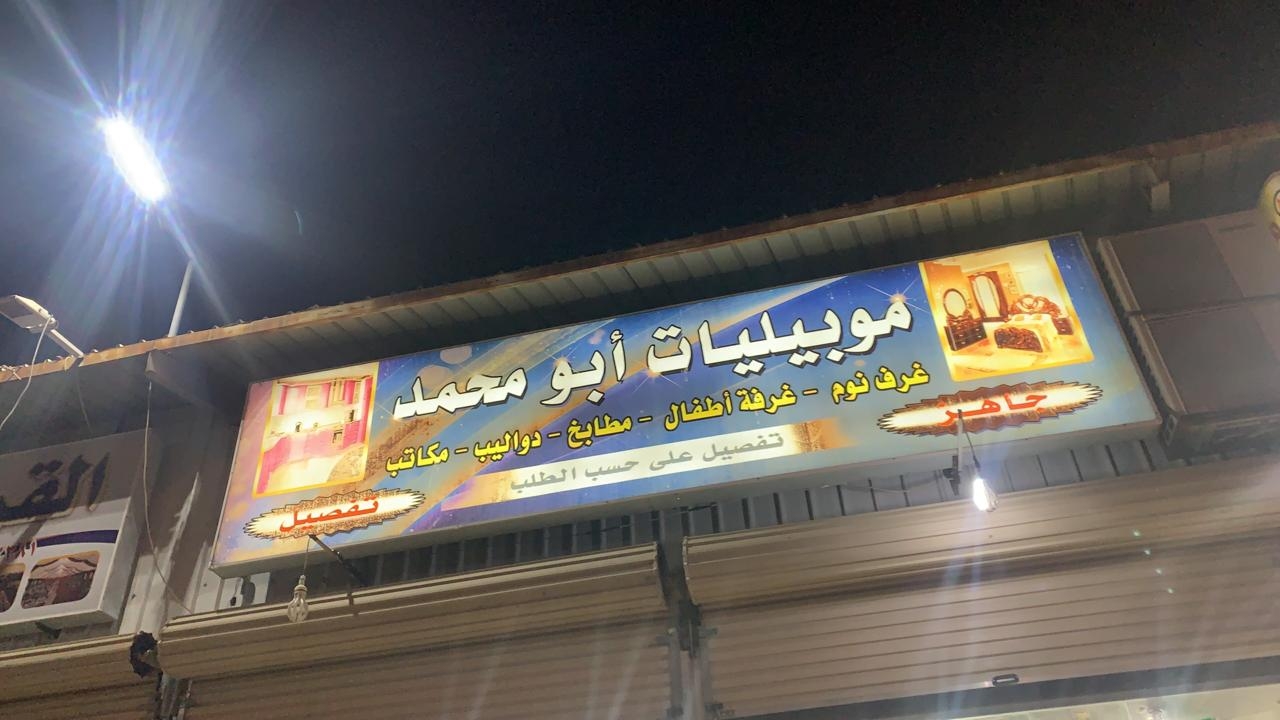 موبيليات أبو محمد
غرف نوم - غرفة أطفال - مطابخ - دواليب - مكاتب
تفصيل على حسب الطلب
جاهز
تفصيل